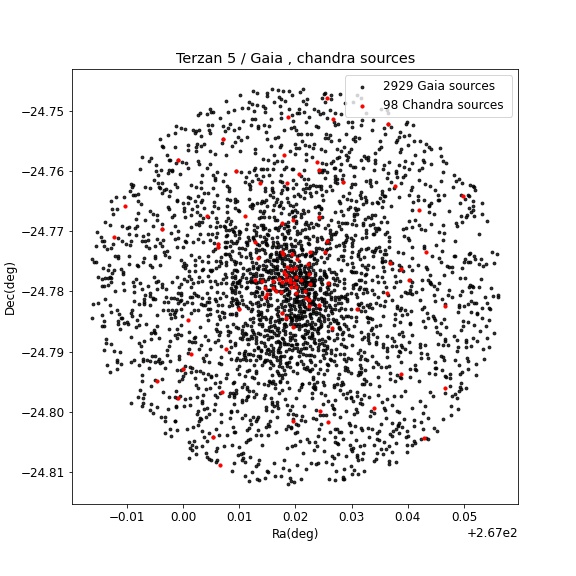 Terzan 5 / Gaia , chandra sources
2929 Gaia sources
98 Chandra sources
−24.75
−24.76
−24.77
−24.78
−24.79
−24.80
−24.81
Dec(deg)
−0.01
0.00
0.01
0.02
0.03
0.04
0.05
Ra(deg)
+2.67e2